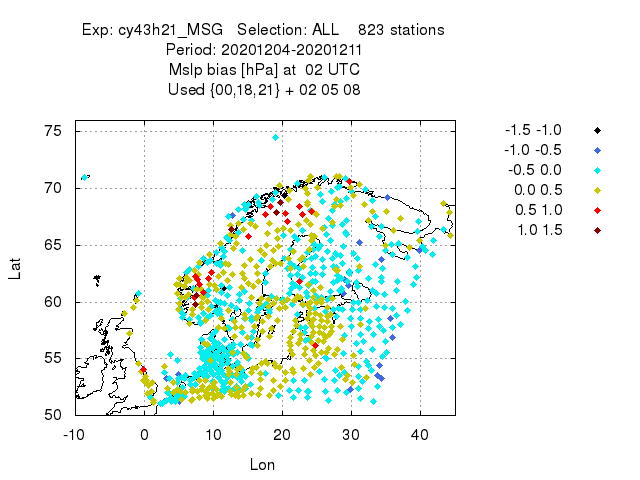 Exp: cy43h21_MSG Selection: ALL 823 stations
Period: 20201204-20201211
Mslp bias [hPa] at 02 UTC
Used {00,18,21} + 02 05 08
75
70
65
60
55
50
-10 0 10 20 30 40
Lat
Lon
-1.5 -1.0
-1.0 -0.5
-0.5 0.0
0.0 0.5
0.5 1.0
1.0 1.5